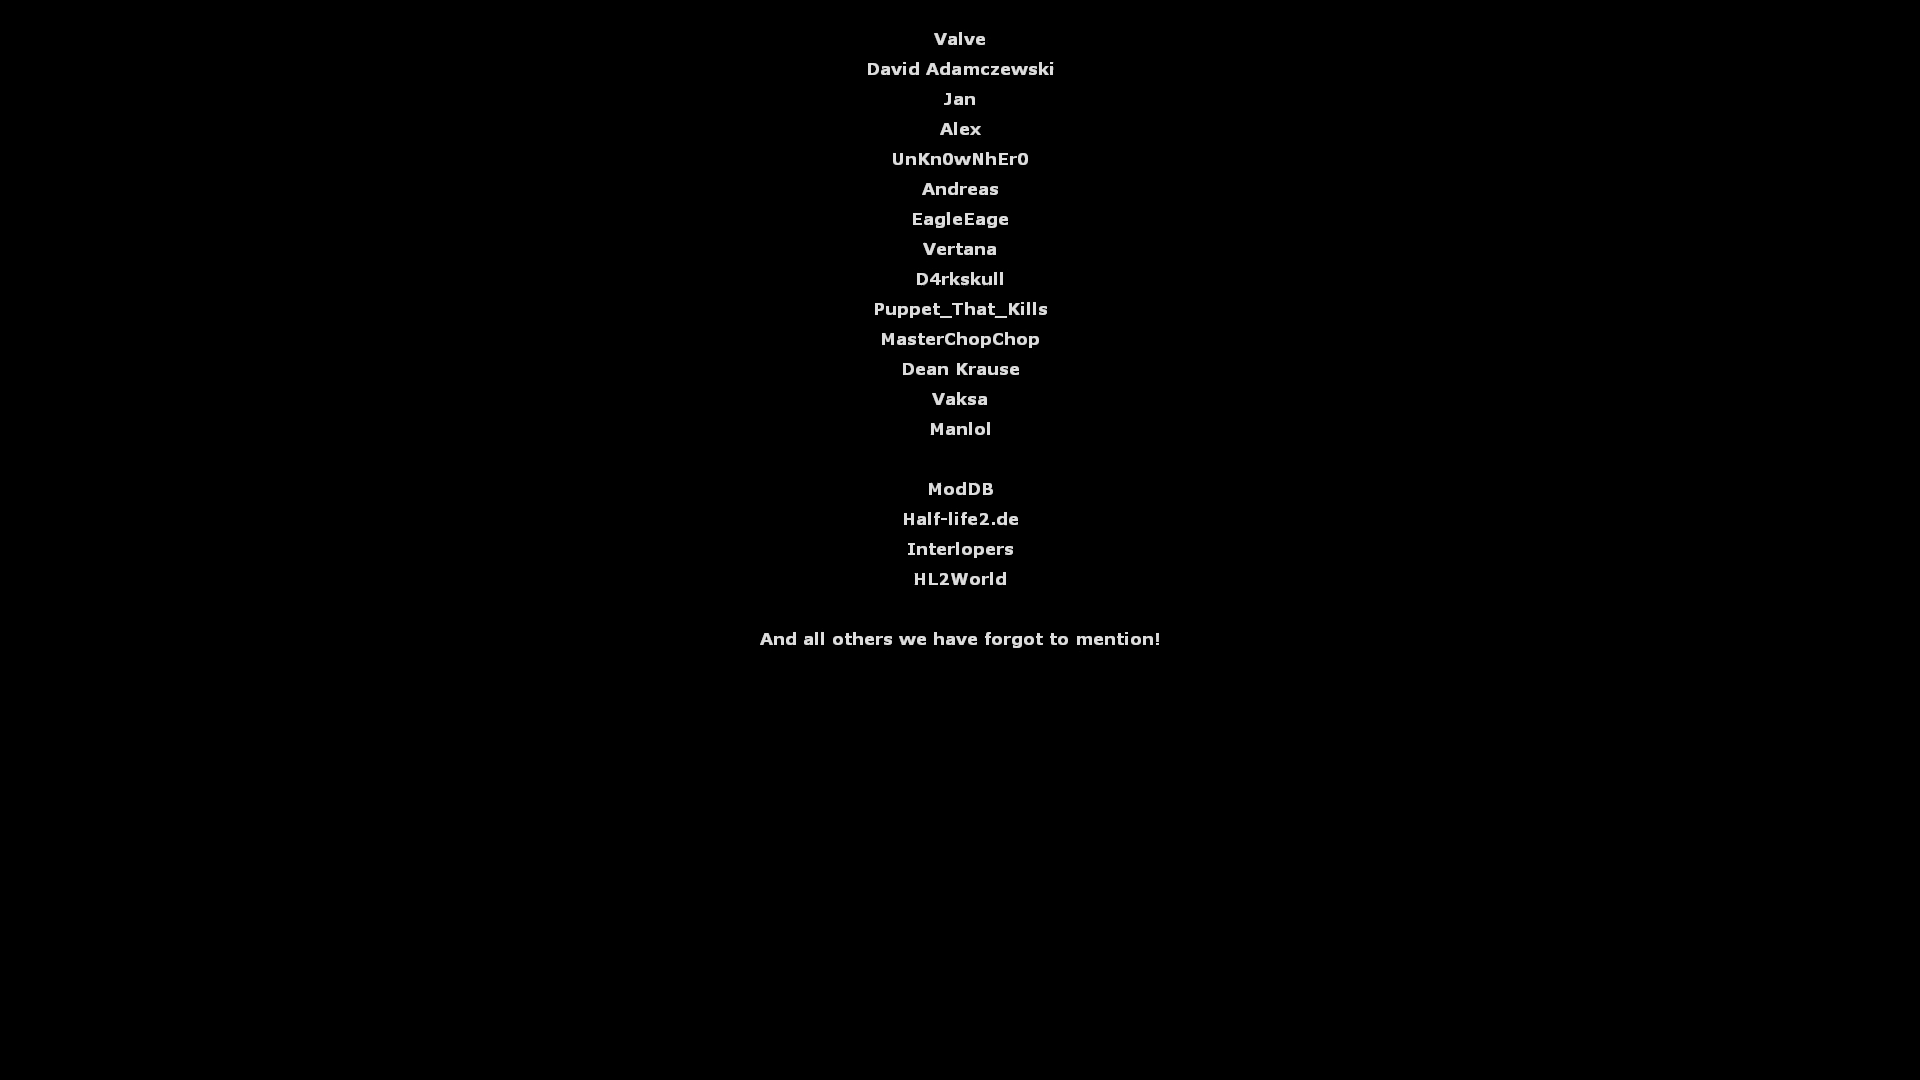 Valve
David Adamczewski
Jan
Alex
UnKn0wNhEr0
Andreas
EagleEage
Vertana
D4rkskull
Puppet_That_Kills
MasterChopChop
Dean Krause
Vaksa
Manlol
ModDB
Half-life2.de
Interlopers
HL2World
And all others we have forgot to mention!